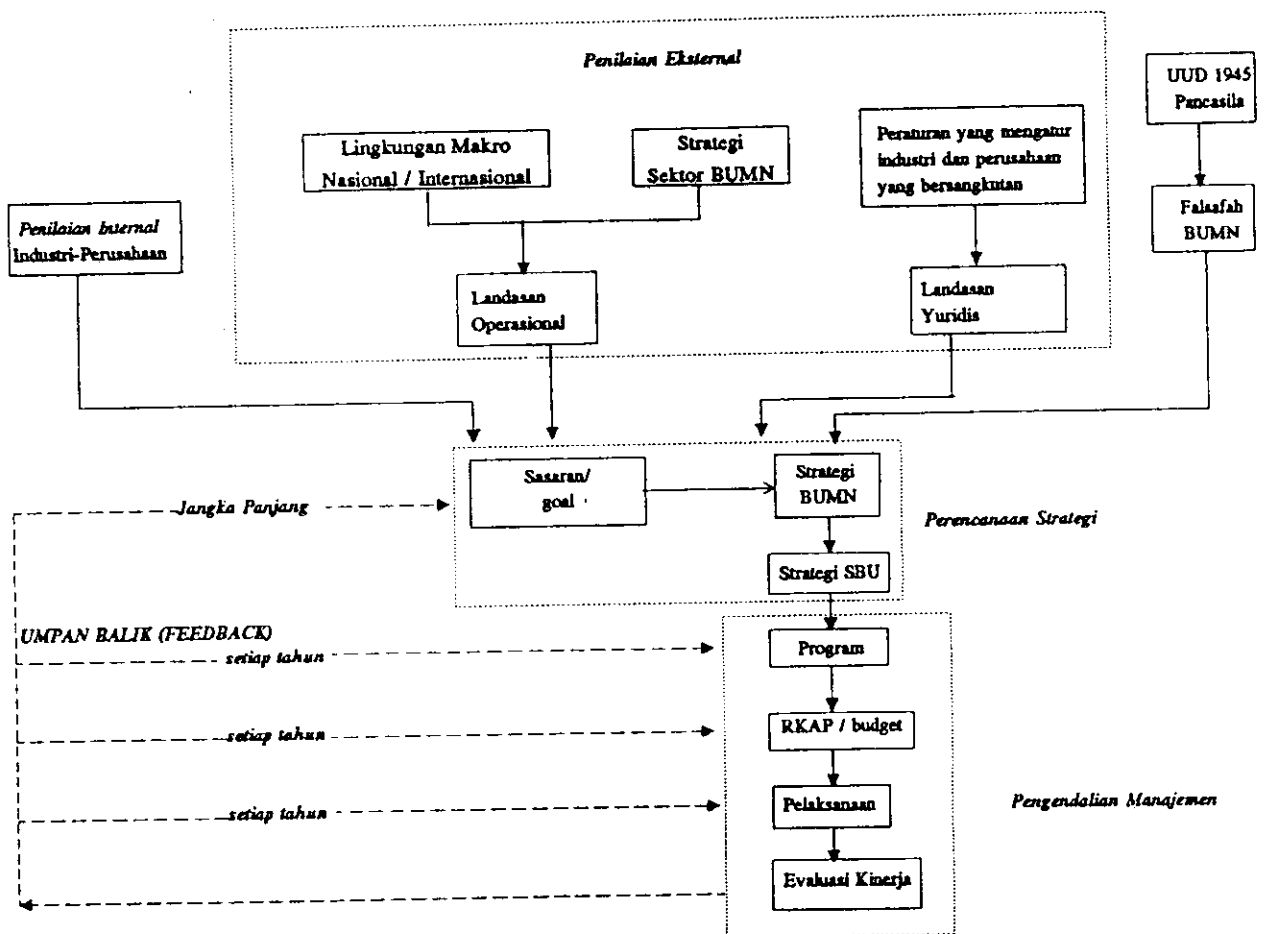 Penilaian Eksternal
UUD 1945
Pancasila
Lingkungan Makro
Nasional / Internasional
Strategi
Sektor BUMN
Peraturan yang mengatur
industri dan perusahaan
yang bersangkutan
Penilaian Internal
Industri-Perusahaan
Falsafah
BUMN
Landasan
Operasional
Landasan
Yuridis
Sasaran/
goal
Strategi
BUMN
Jangka Panjang
Perencanaan Strategi
Strategi SBU
UMPAN BALIK (FEEDBACK)
setiap tahun
Program
setiap tahun
RKAP / budget
setiap tahun
Pelaksanaan
Pengendalian Manajemen
Evaluasi Kinerja